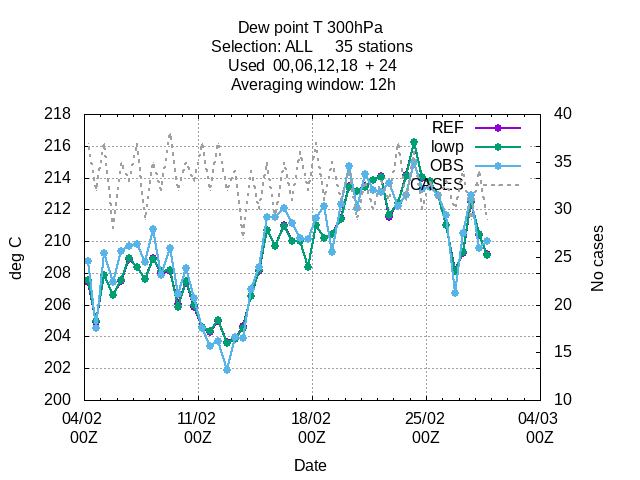 Dew point T 300hPa
Selection: ALL     35 stations
Used  00,06,12,18  + 24
Averaging window: 12h
218
216
214
212
210
208
206
204
202
200
deg C
40
35
30
25
20
15
10
No cases
REF
lowp
OBS
CASES
04/02 11/02 18/02 25/02 04/03
00Z 00Z 00Z 00Z 00Z
Date